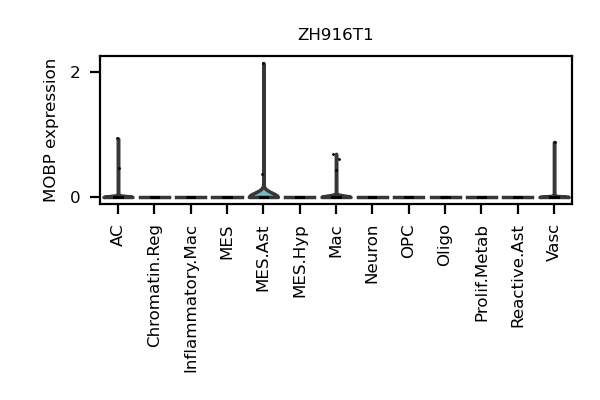 ZH916T1
MOBP expression
2
0
AC
Chromatin.Reg
Inflammatory.Mac
MES
MES.Ast
MES.Hyp
Mac
Neuron
OPC
Oligo
Prolif.Metab
Reactive.Ast
Vasc